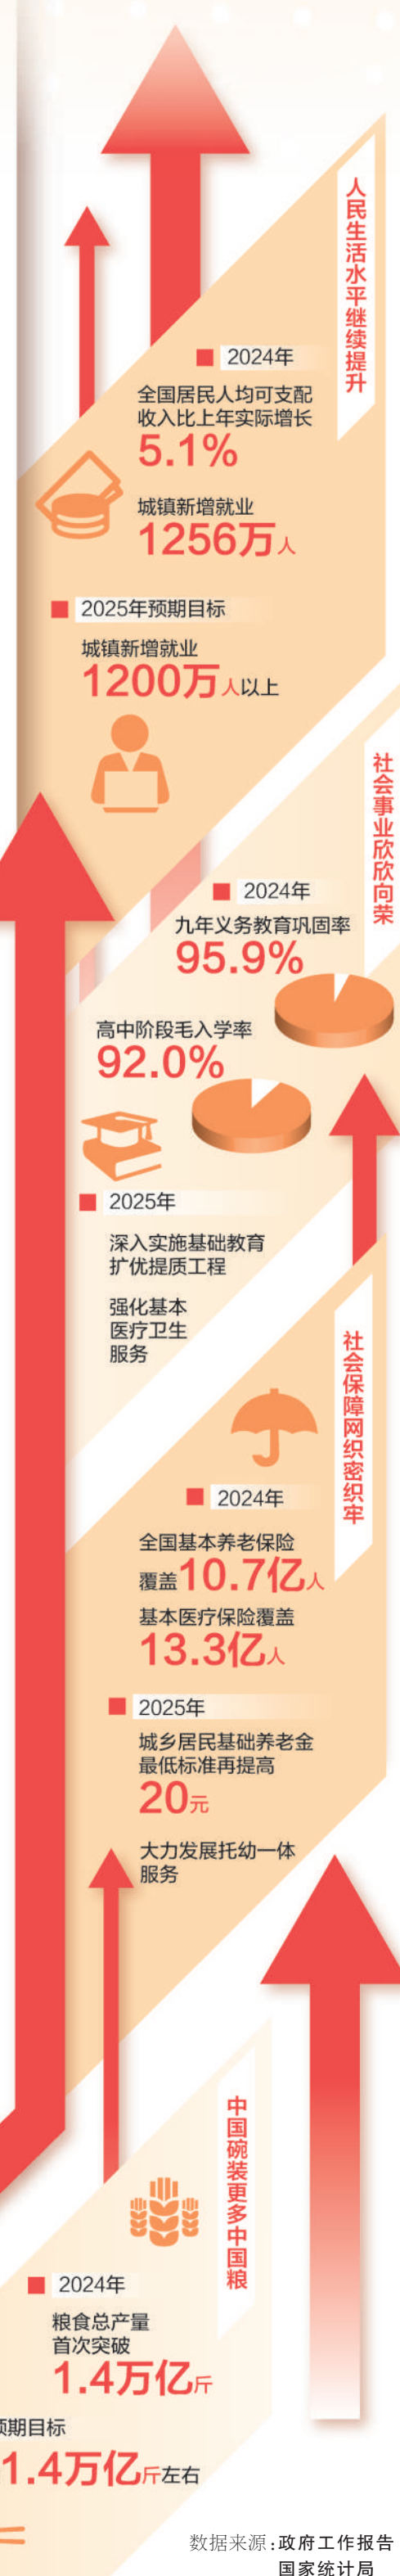 人民生活水平继续提升
2024年
全国居民人均可支配
收入比上年实际增长
5.1%
城镇新增就业
1256万人
2025年预期目标
城镇新增就业
1200万人以上
社会事业欣欣向荣
2024年
九年义务教育巩固率
95.9%
高中阶段毛入学率
92.0%
2025年
深入实施基础教育
扩优提质工程
强化基本
医疗卫生
服务
社会保障网织密织牢
2024年
全国基本养老保险
覆盖10.7亿人
基本医疗保险覆盖
13.3亿人
2025年
城乡居民基础养老金
最低标准再提高
20元
大力发展托幼一体
服务
中国碗装更多中国粮
2024年
粮食总产量
首次突破
1.4万亿斤
期目标
1.4万亿斤左右
数据来源:政府工作报告
国家统计局